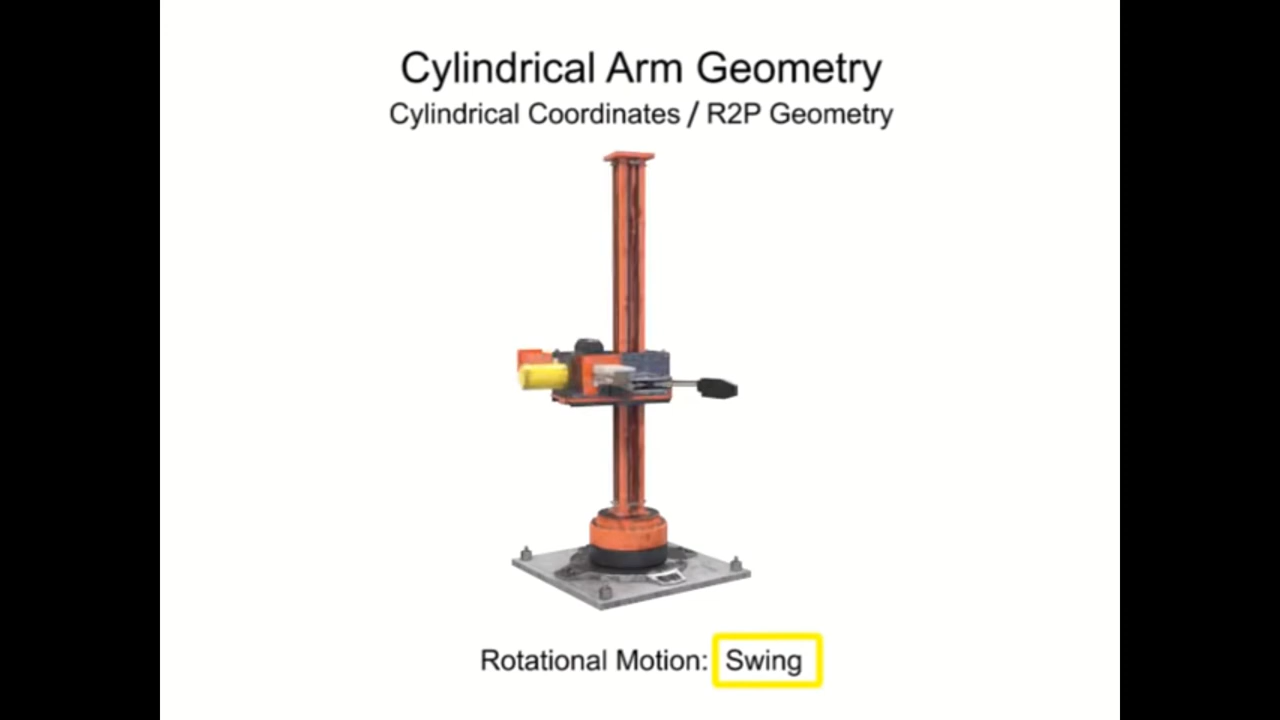 Cylindrical Arm Geometry
Cylindrical Coordinates / R2P Geometry
Rotational Motion: Swing